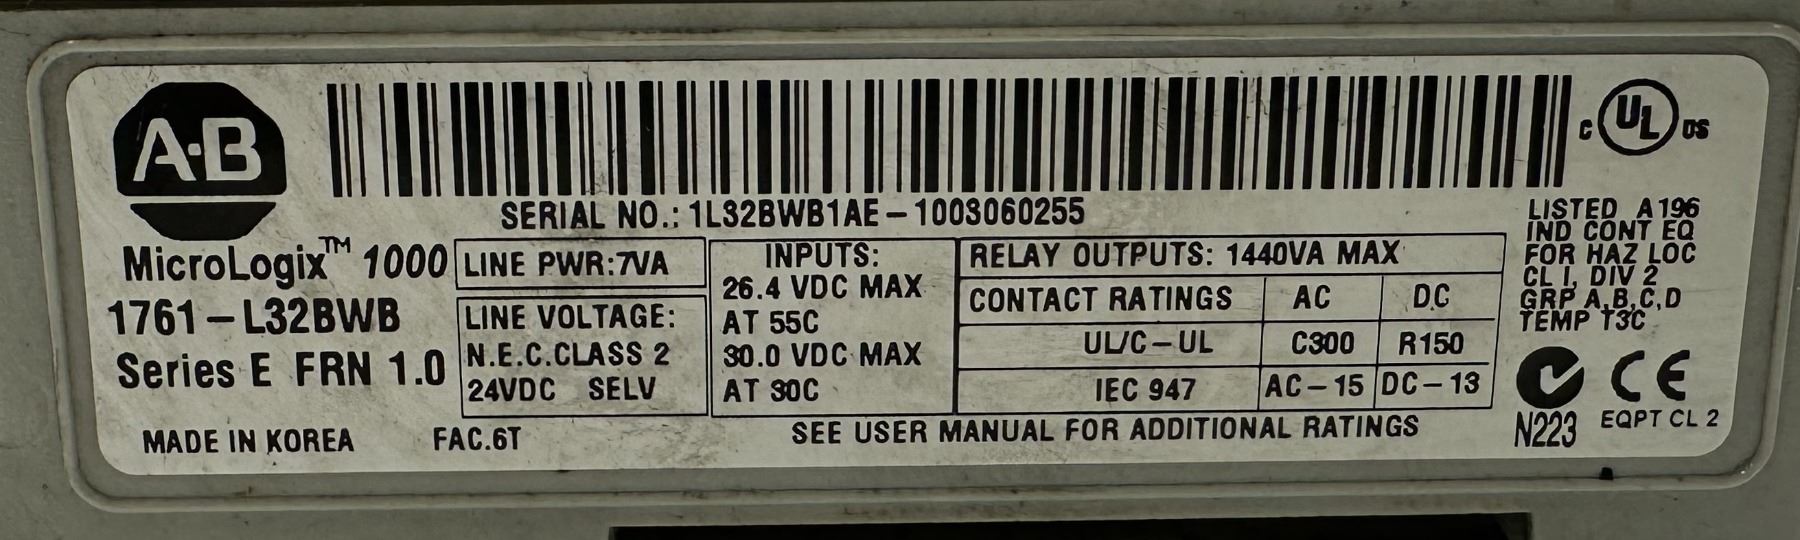 A·B
C UL US
SERIAL NO.: 1L32BWB1AE-1003060255
MicroLogix™ 1000
1761-L32BWB
Series E FRN 1.0
LINE PWR:7VA
LINE VOLTAGE:
N.E.C.CLASS 2
24VDC SELV
INPUTS:
26.4 VDC MAX
AT 55C
30.0 VDC MAX
AT 30C
RELAY OUTPUTS: 1440VA MAX
CONTACT RATINGS AC DC
UL/C-UL C300 R150
IEC 947 AC-15 DC-13
LISTED A196
IND CONT EQ
FOR HAZ LOC
CL I, DIV 2
GRP A,B,C,D
TEMP T3C
CE
N223 EQPT CL 2
MADE IN KOREA FAC.6T
SEE USER MANUAL FOR ADDITIONAL RATINGS